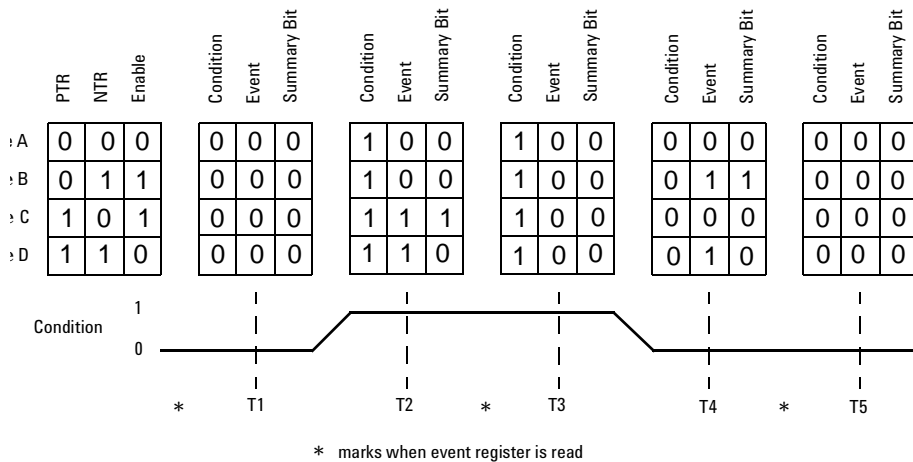 PTR NTR Enable Condition Event Summary Bit Condition Event Summary Bit Condition Event Summary Bit Condition Event Summary Bit Condition Event Summary Bit
A 0 0 0 0 0 0 1 0 0 1 0 0 0 0 0 0 0 0
B 0 1 1 0 0 0 1 0 0 1 0 0 0 1 1 0 0 0
C 1 0 1 0 0 0 1 1 1 1 0 0 0 0 0 0 0 0
D 1 1 0 0 0 0 1 1 0 1 0 0 0 1 0 0 0 0
1
Condition
0
* T1 T2 * T3 T4 * T5
* marks when event register is read